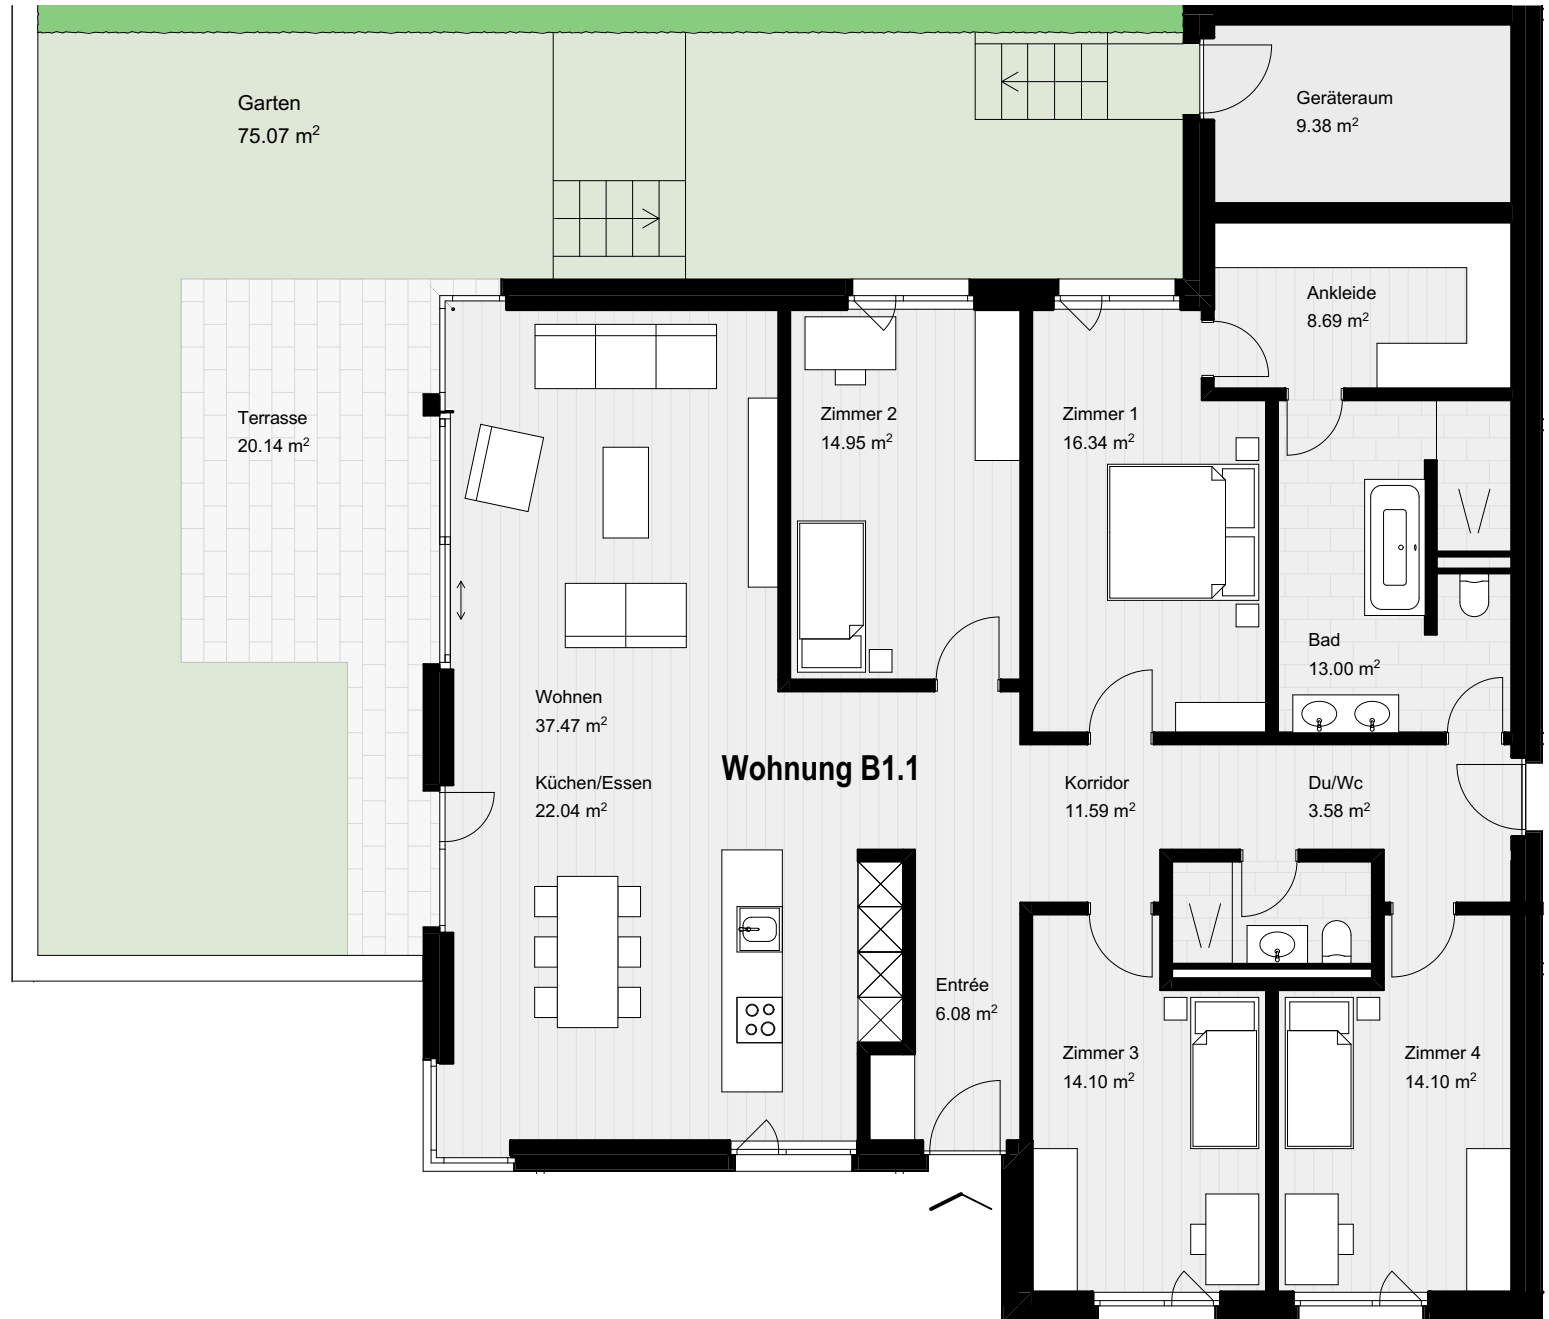 Garten
75.07 m²
Geräteraum
9.38 m²
Ankleide
8.69 m²
Terrasse
20.14 m²
Zimmer 2
14.95 m²
Zimmer 1
16.34 m²
Bad
13.00 m²
Wohnen
37.47 m²
Wohnung B1.1
Küchen/Essen
22.04 m²
Korridor
11.59 m²
Du/Wc
3.58 m²
Entrée
6.08 m²
Zimmer 3
14.10 m²
Zimmer 4
14.10 m²